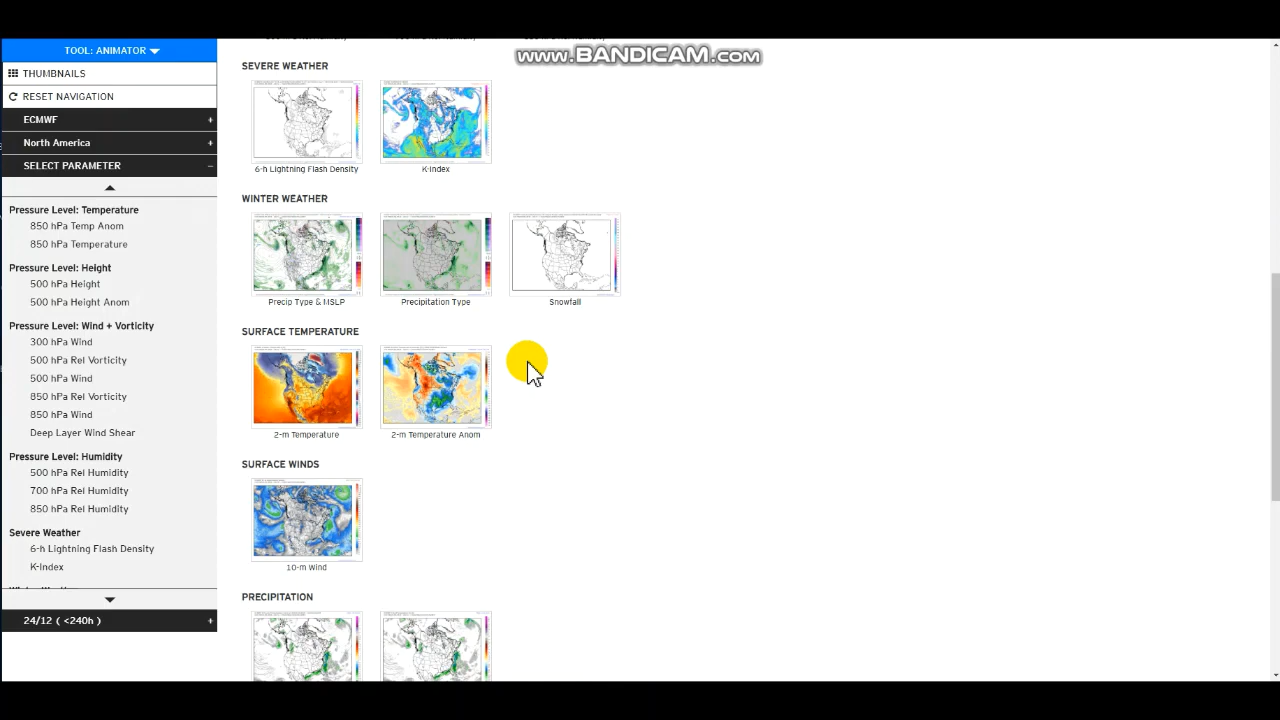 www.BANDICAM.com
TOOL: ANIMATOR
THUMBNAILS
RESET NAVIGATION
ECMWF +
North America +
SELECT PARAMETER −
Pressure Level: Temperature
850 hPa Temp Anom
850 hPa Temperature
Pressure Level: Height
500 hPa Height
500 hPa Height Anom
Pressure Level: Wind + Vorticity
300 hPa Wind
500 hPa Rel Vorticity
500 hPa Wind
850 hPa Rel Vorticity
850 hPa Wind
Deep Layer Wind Shear
Pressure Level: Humidity
500 hPa Rel Humidity
700 hPa Rel Humidity
850 hPa Rel Humidity
Severe Weather
6-h Lightning Flash Density
K-Index
24/12 ( <240h ) +
SEVERE WEATHER
6-h Lightning Flash Density
K-Index
WINTER WEATHER
Precip Type & MSLP
Precipitation Type
Snowfall
SURFACE TEMPERATURE
2-m Temperature
2-m Temperature Anom
SURFACE WINDS
10-m Wind
PRECIPITATION